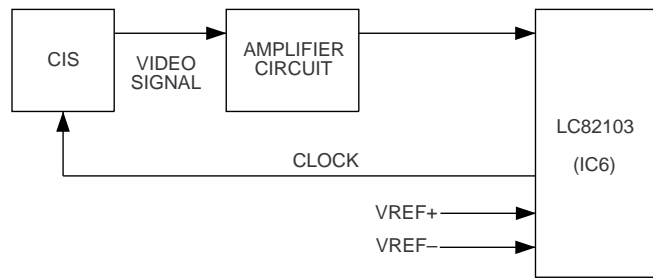 CIS
VIDEO
SIGNAL
AMPLIFIER
CIRCUIT
LC82103
(IC6)
CLOCK
VREF+
VREF–